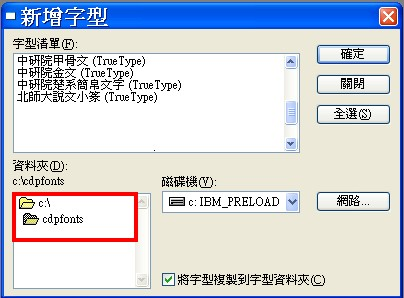 新增字型
字型清單(F):
中研院甲骨文 (TrueType)
中研院金文 (TrueType)
中研院楚系簡帛文字 (TrueType)
北師大說文小篆 (TrueType)
確定
關閉
全選(S)
資料夾(D):
c:\cdpfonts
c:\
cdpfonts
磁碟機(V):
c: IBM_PRELOAD
網路...
將字型複製到字型資料夾(C)